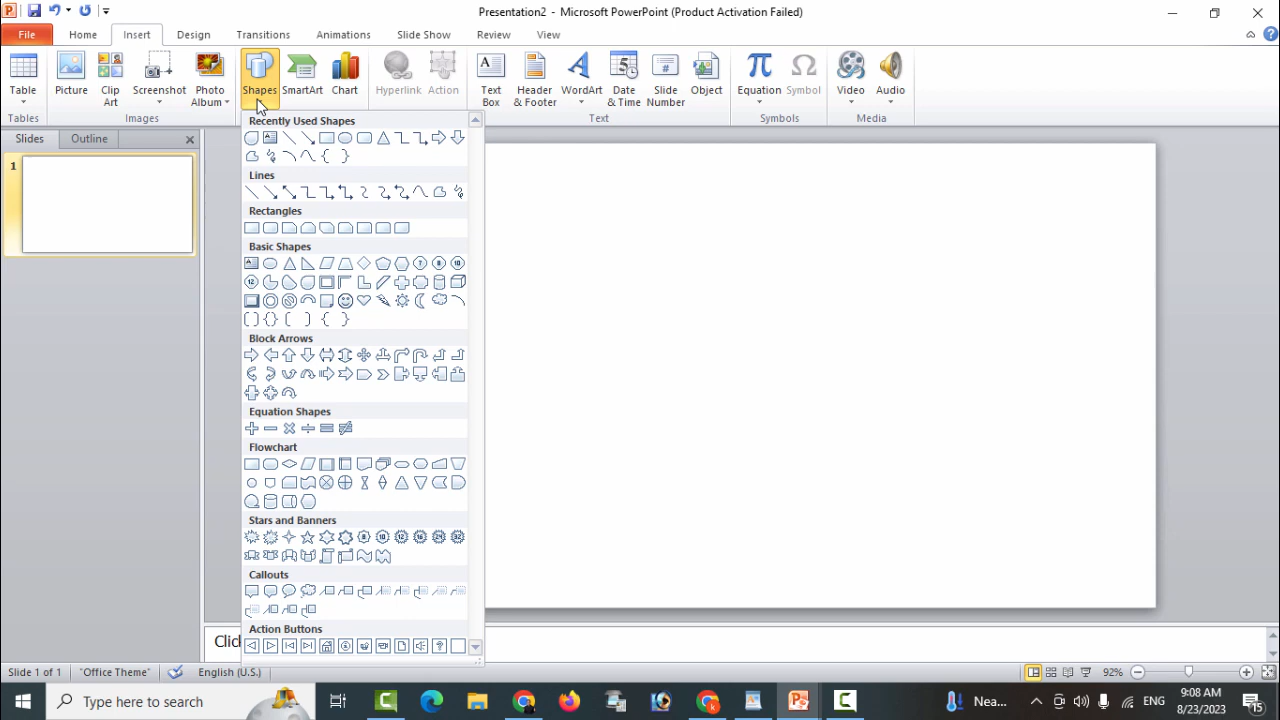 Presentation2 - Microsoft PowerPoint (Product Activation Failed)
File Home Insert Design Transitions Animations Slide Show Review View
Table Picture Clip Art Screenshot Photo Album Shapes SmartArt Chart Hyperlink Action Text Box Header & Footer WordArt Date & Time Slide Number Object Equation Symbol Video Audio
Tables Images Text Symbols Media
Slides Outline
1
Recently Used Shapes
Lines
Rectangles
Basic Shapes
Block Arrows
Equation Shapes
Flowchart
Stars and Banners
Callouts
Action Buttons
Click
Slide 1 of 1 "Office Theme" English (U.S.) 92%
Type here to search Nea... ENG 9:08 AM 8/23/2023 15